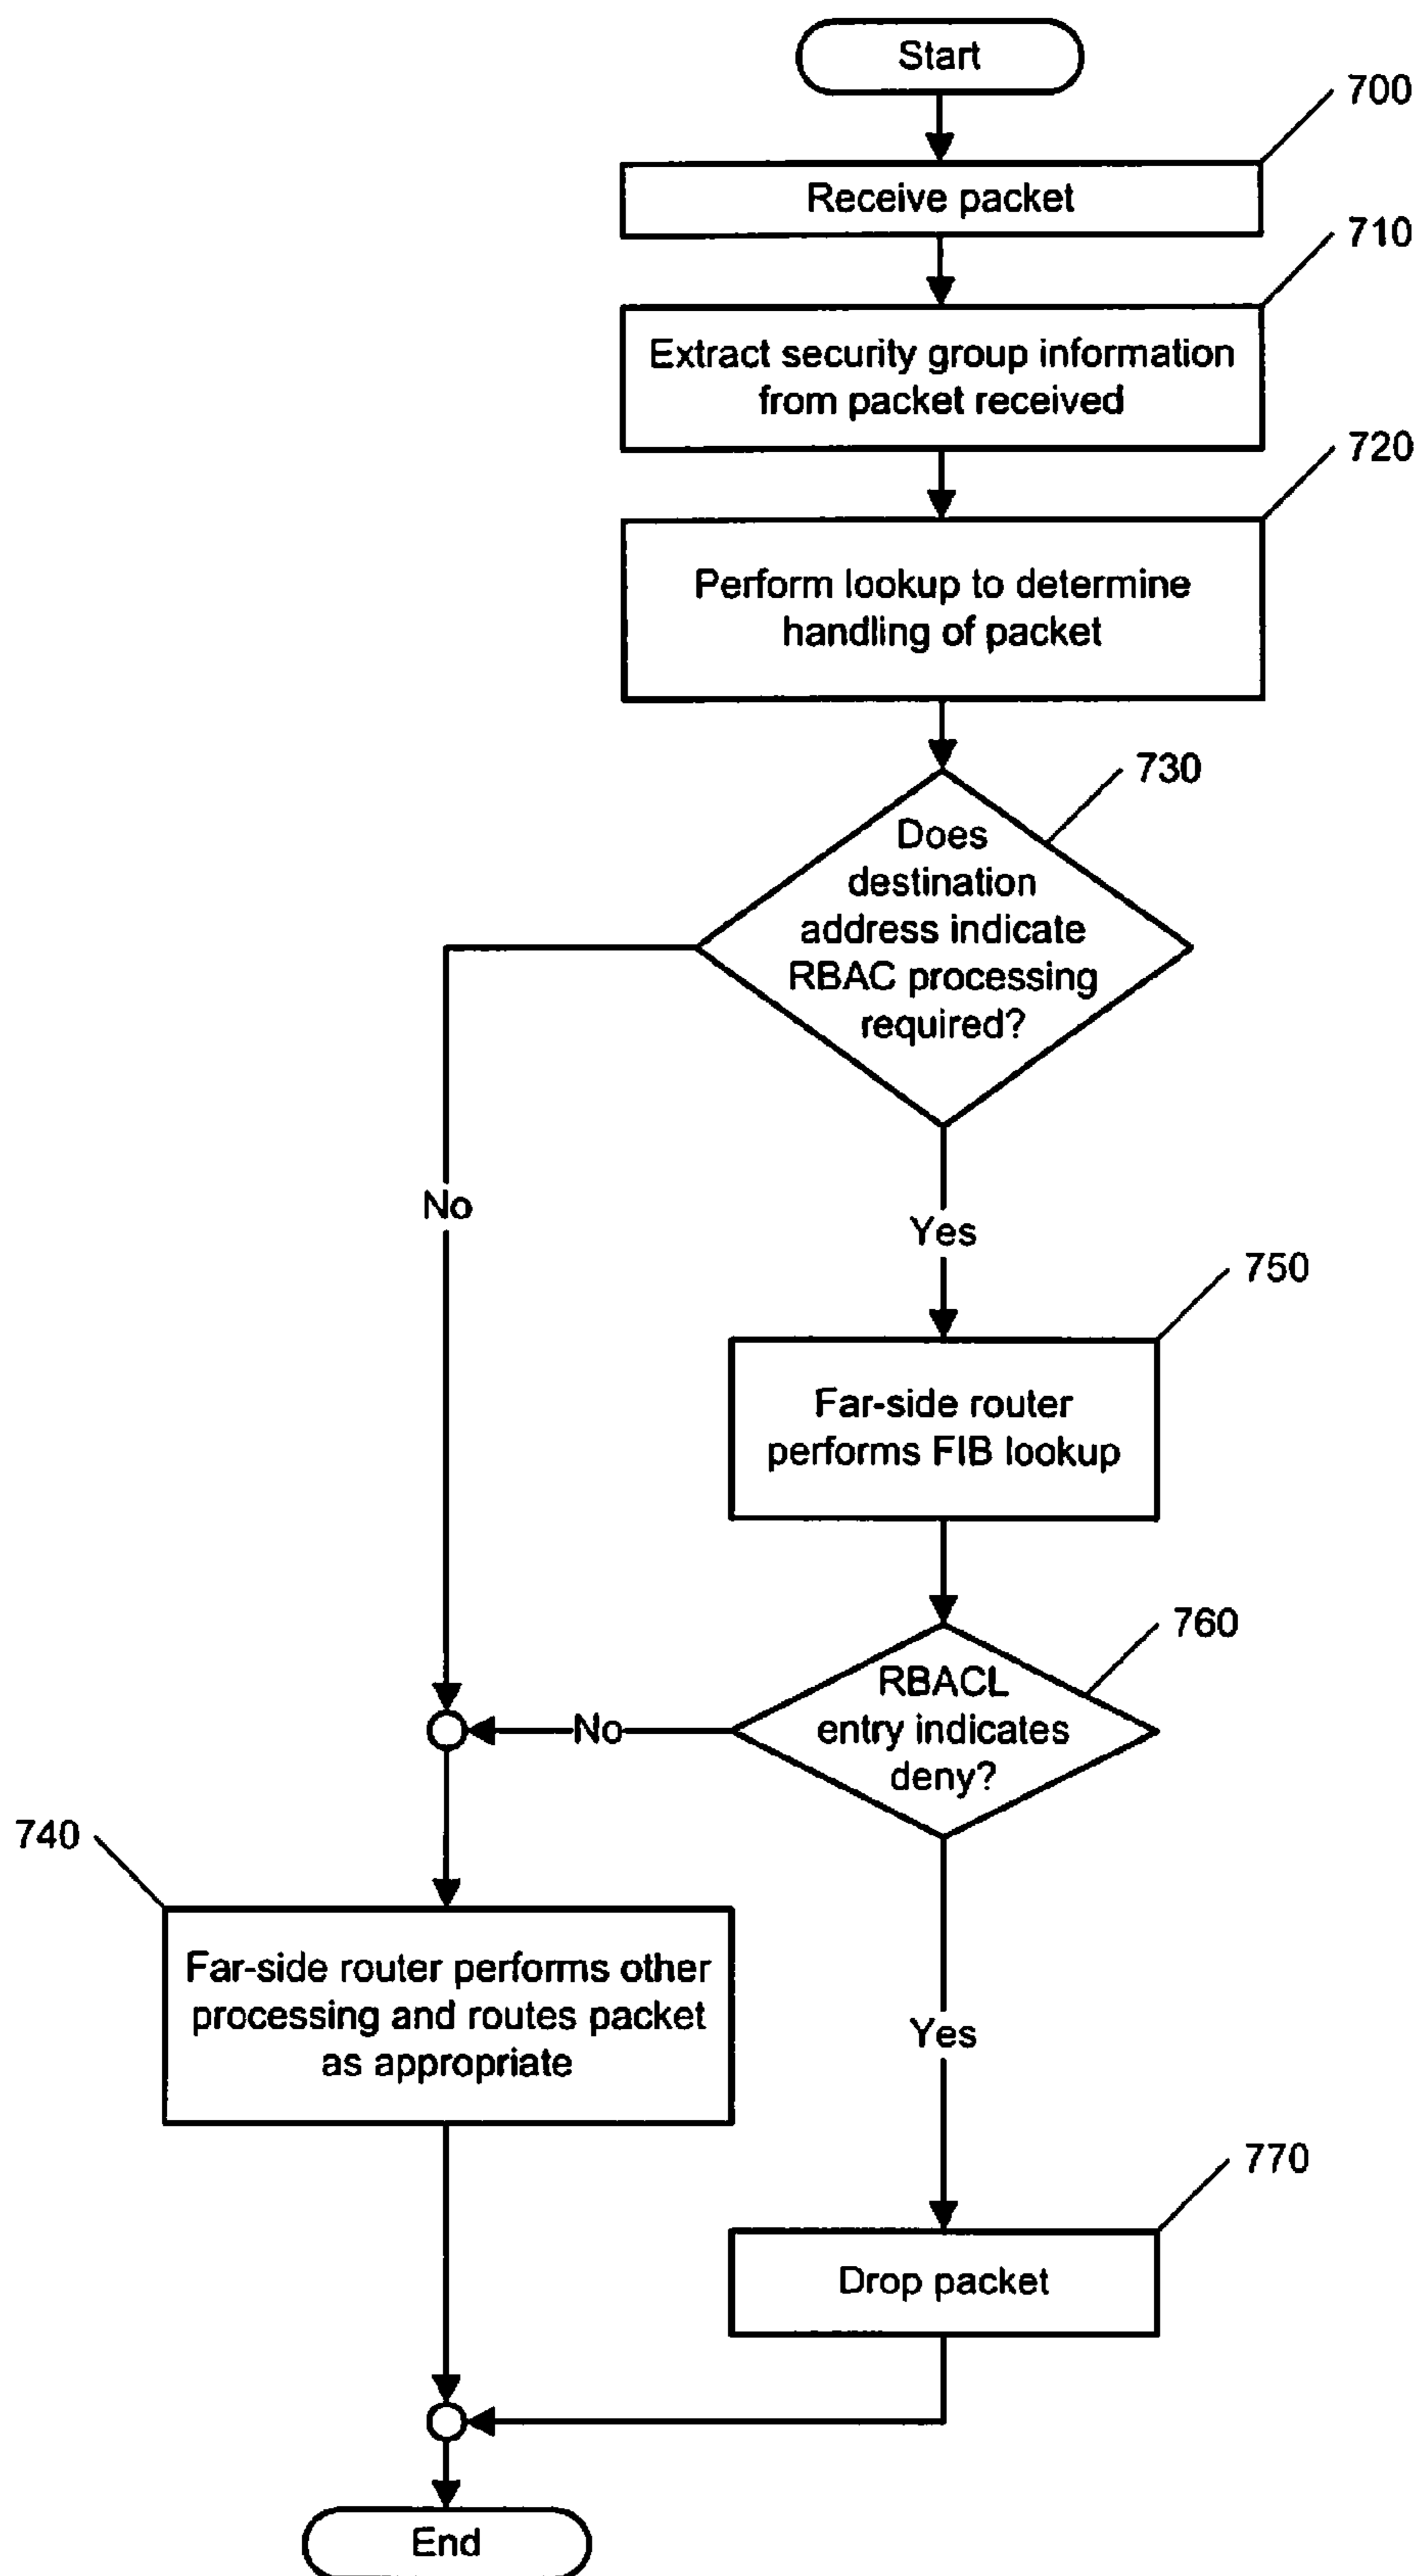 Start
700
Receive packet
710
Extract security group information
from packet received
720
Perform lookup to determine
handling of packet
730
Does
destination
address indicate
RBAC processing
required?
No
Yes
750
Far-side router
performs FIB lookup
760
RBACL
entry indicates
deny?
No
740
Far-side router performs other
processing and routes packet
as appropriate
Yes
770
Drop packet
End